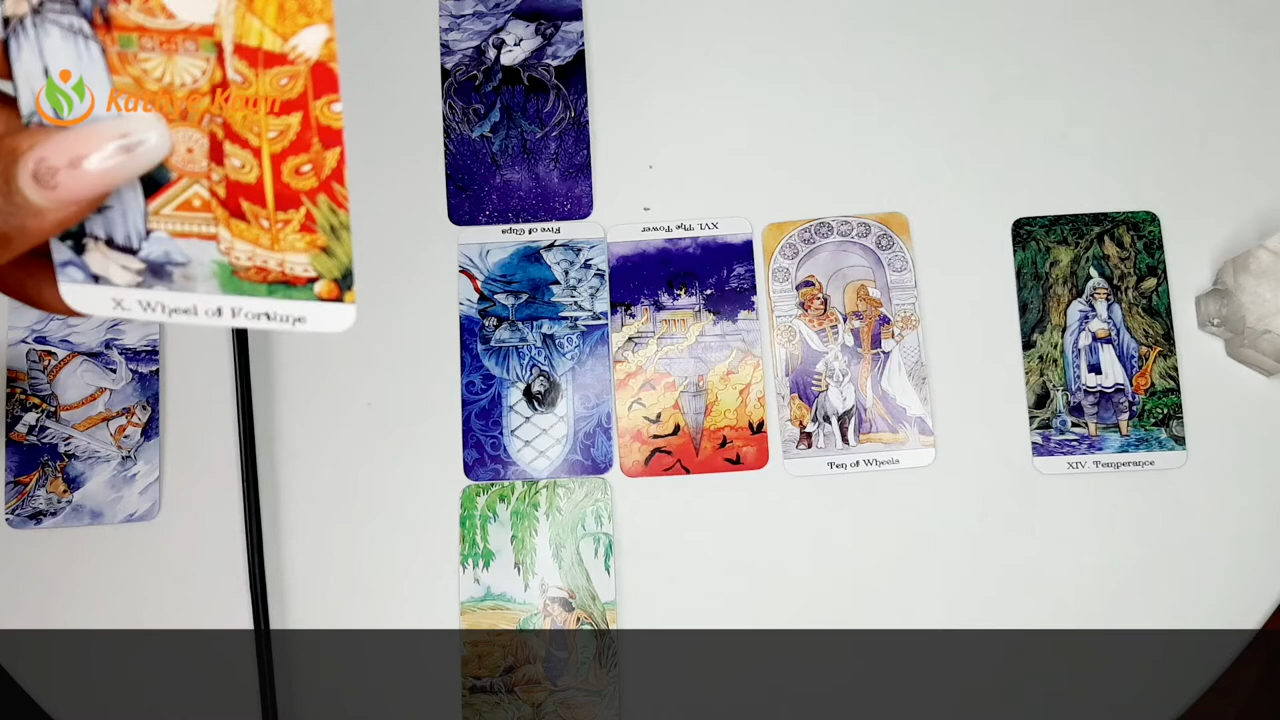 X. Wheel of Fortune
Five of Cups
XVI. The Tower
Ten of Wheels
XIV. Temperance